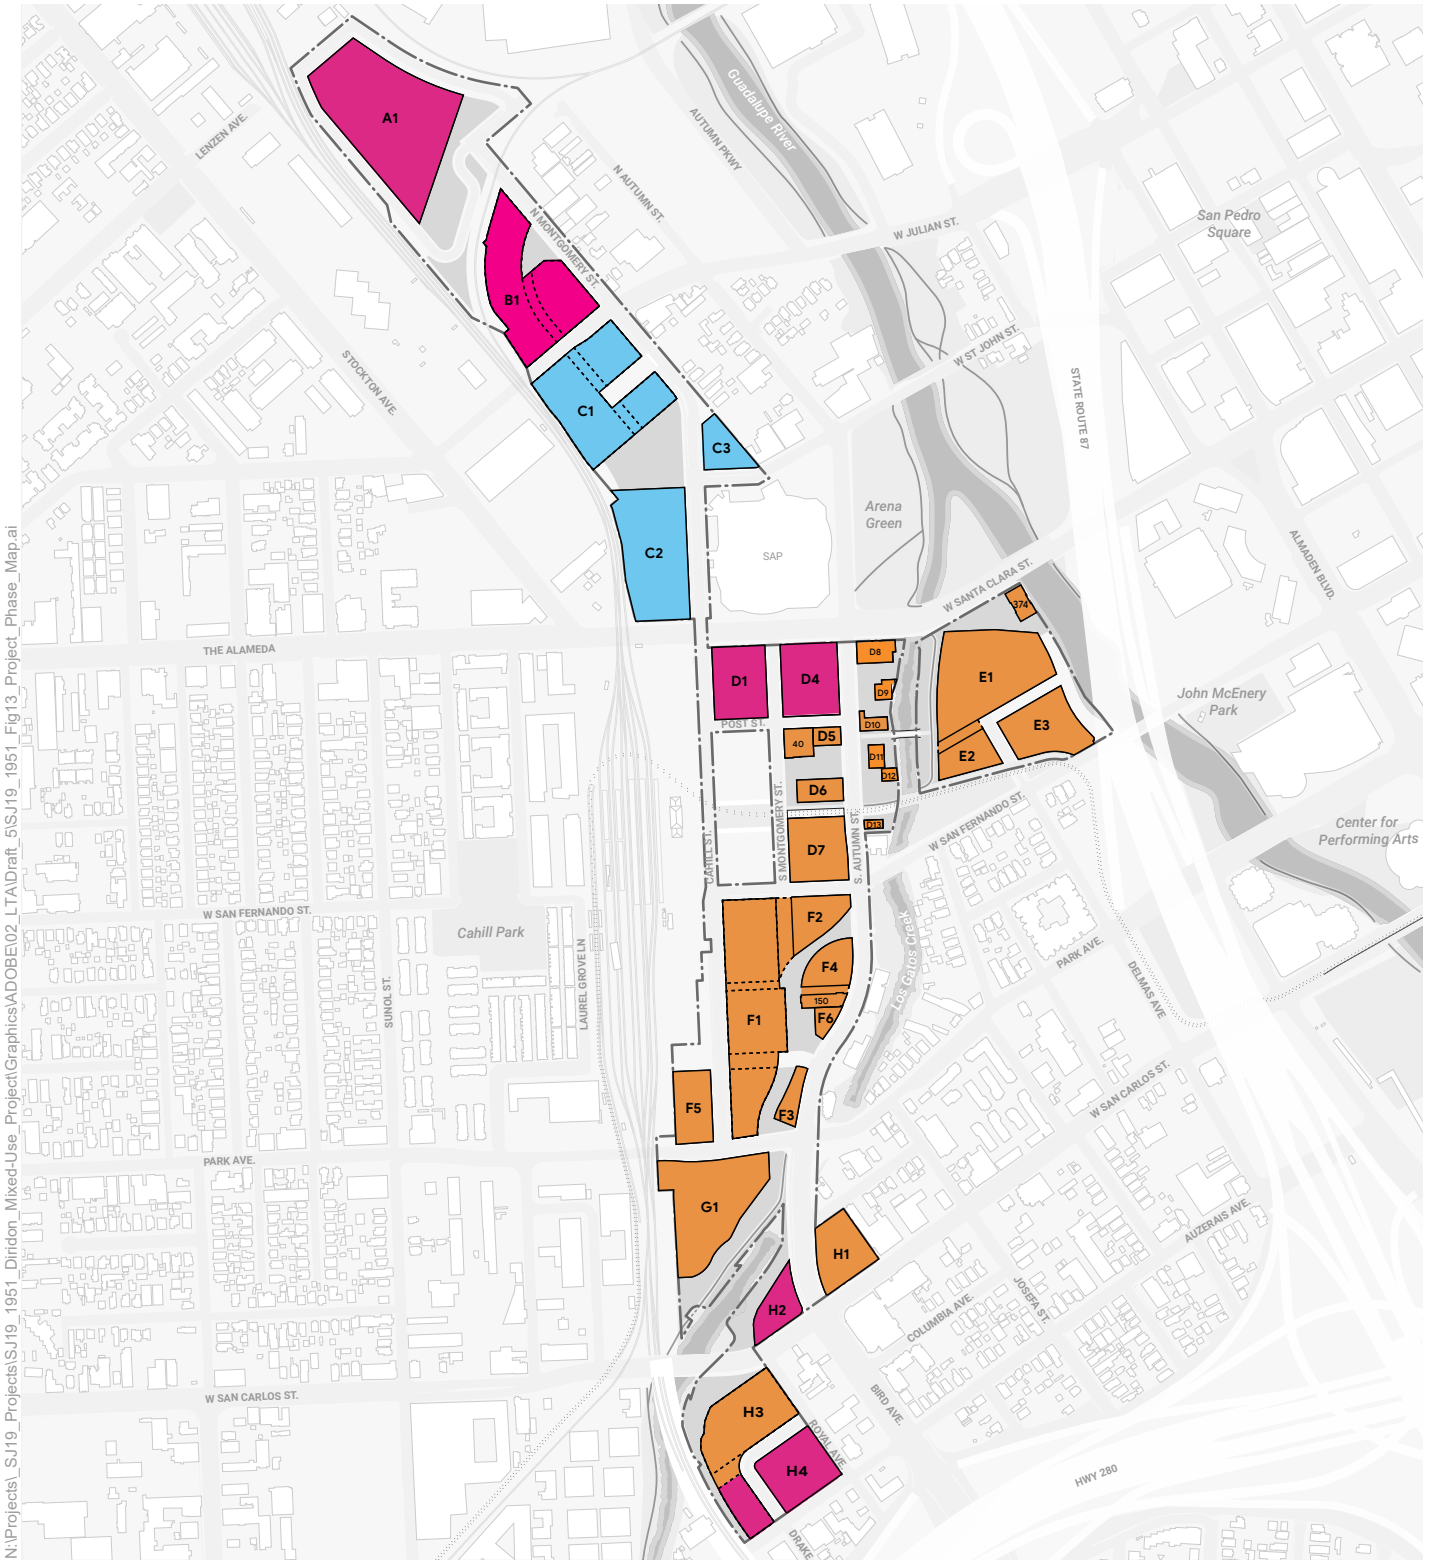 A1
LENZEN AVE.
Guadalupe River
AUTUMN PKWY
N AUTUMN ST.
N MONTGOMERY ST.
W JULIAN ST.
San Pedro
Square
B1
STOCKTON AVE.
W ST JOHN ST.
STATE ROUTE 87
C1
C3
Arena
Green
C2
SAP
ALMADEN BLVD.
W SANTA CLARA ST.
374
THE ALAMEDA
D8
D1
D4
E1
D9
John McEnery
Park
POST ST.
D10
E3
40
D5
D11
E2
D12
D6
S MONTGOMERY ST.
CAHILL ST.
S. AUTUMN ST.
D13
W SAN FERNANDO ST.
Center for
Performing Arts
D7
W SAN FERNANDO ST.
F2
Cahill Park
Los Gatos Creek
PARK AVE.
F4
DELMAS AVE
LAUREL GROVE LN
SUNOL ST.
150
F1
F6
W SAN CARLOS ST.
F5
F3
PARK AVE.
G1
AUZERAIS AVE.
H1
JOSEFA ST.
H2
COLUMBIA AVE.
W SAN CARLOS ST.
BIRD AVE.
H3
ROYAL AVE.
H4
HWY 280
DRAKE
N:\Projects\_SJ19_Projects\SJ19_1951_Diridon_Mixed-Use_Project\Graphics\ADOBE\02_LTA\Draft_5\SJ19_1951_Fig13_Project_Phase_Map.ai